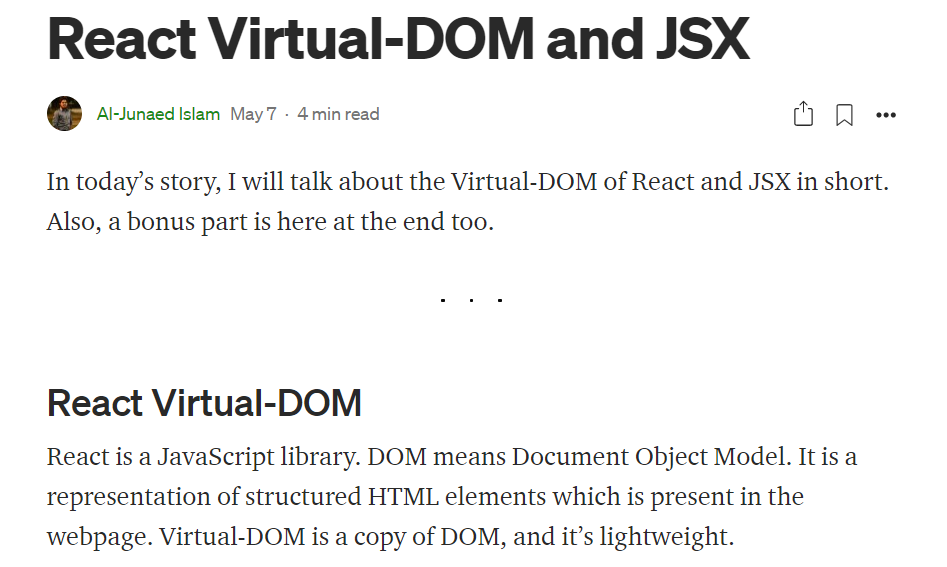 React Virtual-DOM and JSX
Al-Junaed Islam May 7 · 4 min read
In today’s story, I will talk about the Virtual-DOM of React and JSX in short.
Also, a bonus part is here at the end too.
. . .
React Virtual-DOM
React is a JavaScript library. DOM means Document Object Model. It is a
representation of structured HTML elements which is present in the
webpage. Virtual-DOM is a copy of DOM, and it’s lightweight.